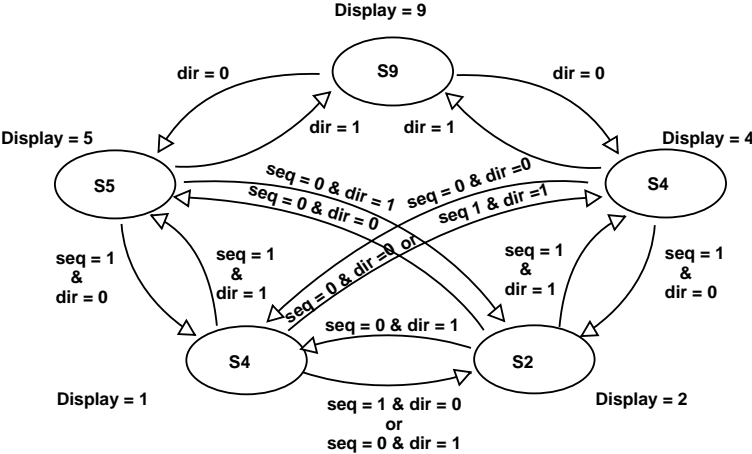 Display = 9
S9
dir = 0
dir = 0
dir = 1
dir = 1
Display = 5
Display = 4
S5
S4
seq = 0 & dir = 1
seq = 0 & dir = 0
seq = 0 & dir =0
seq 1 & dir =1
seq = 0 & dir =0 or
seq = 1
&
dir = 0
seq = 1
&
dir = 1
seq = 1
&
dir = 1
seq = 1
&
dir = 0
seq = 0 & dir = 1
S4
S2
Display = 1
Display = 2
seq = 1 & dir = 0
or
seq = 0 & dir = 1